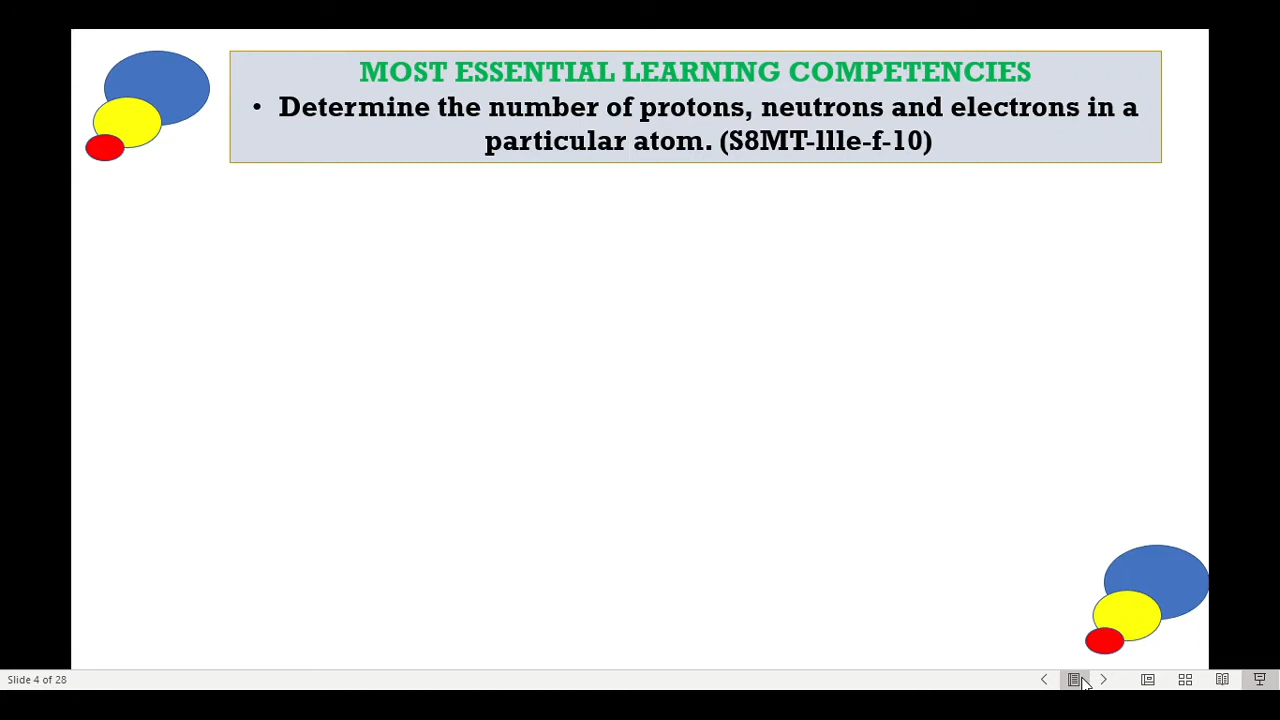 MOST ESSENTIAL LEARNING COMPETENCIES
• Determine the number of protons, neutrons and electrons in a
particular atom. (S8MT-llle-f-10)
Slide 4 of 28